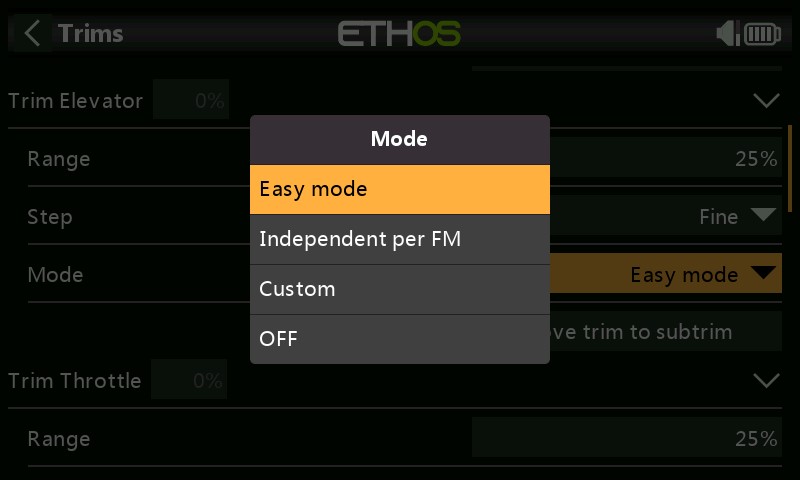 Trims
ETHOS
Trim Elevator 0%
Mode
Range 25%
Easy mode
Step Fine
Independent per FM
Mode Easy mode
Custom
trim to subtrim
OFF
Trim Throttle 0%
Range 25%